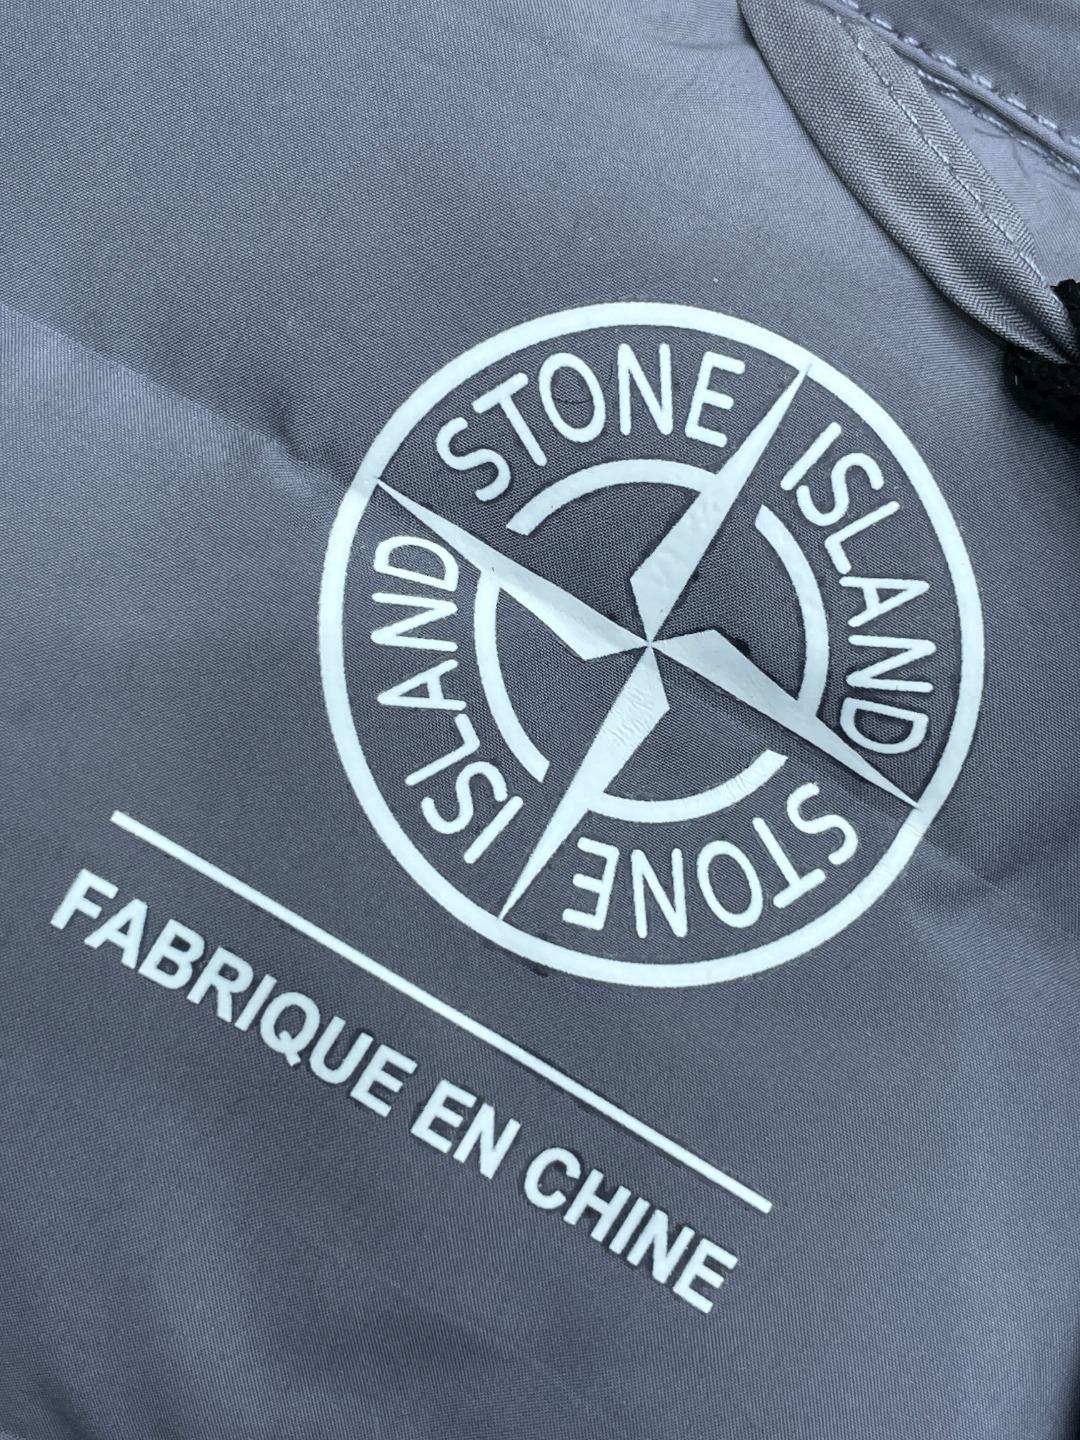 STONE ISLAND
STONE ISLAND
FABRIQUE EN CHINE